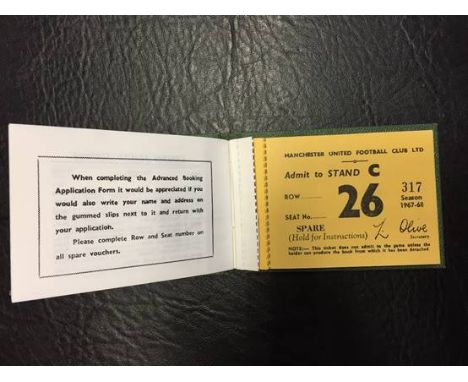 When completing the Advanced Booking
Application Form it would be appreciated if you
would also write your name and address on
the gummed slips next to it and return with
your application.
Please complete Row and Seat number on
all spare vouchers.
MANCHESTER UNITED FOOTBALL CLUB LTD.
Admit to STAND C
ROW
26
317
Season
1967-68
SEAT No.
SPARE
(Hold for Instructions)
L. Olive
Secretary
NOTE:— This ticket does not admit to the game unless the
holder can produce the book from which it has been detached.